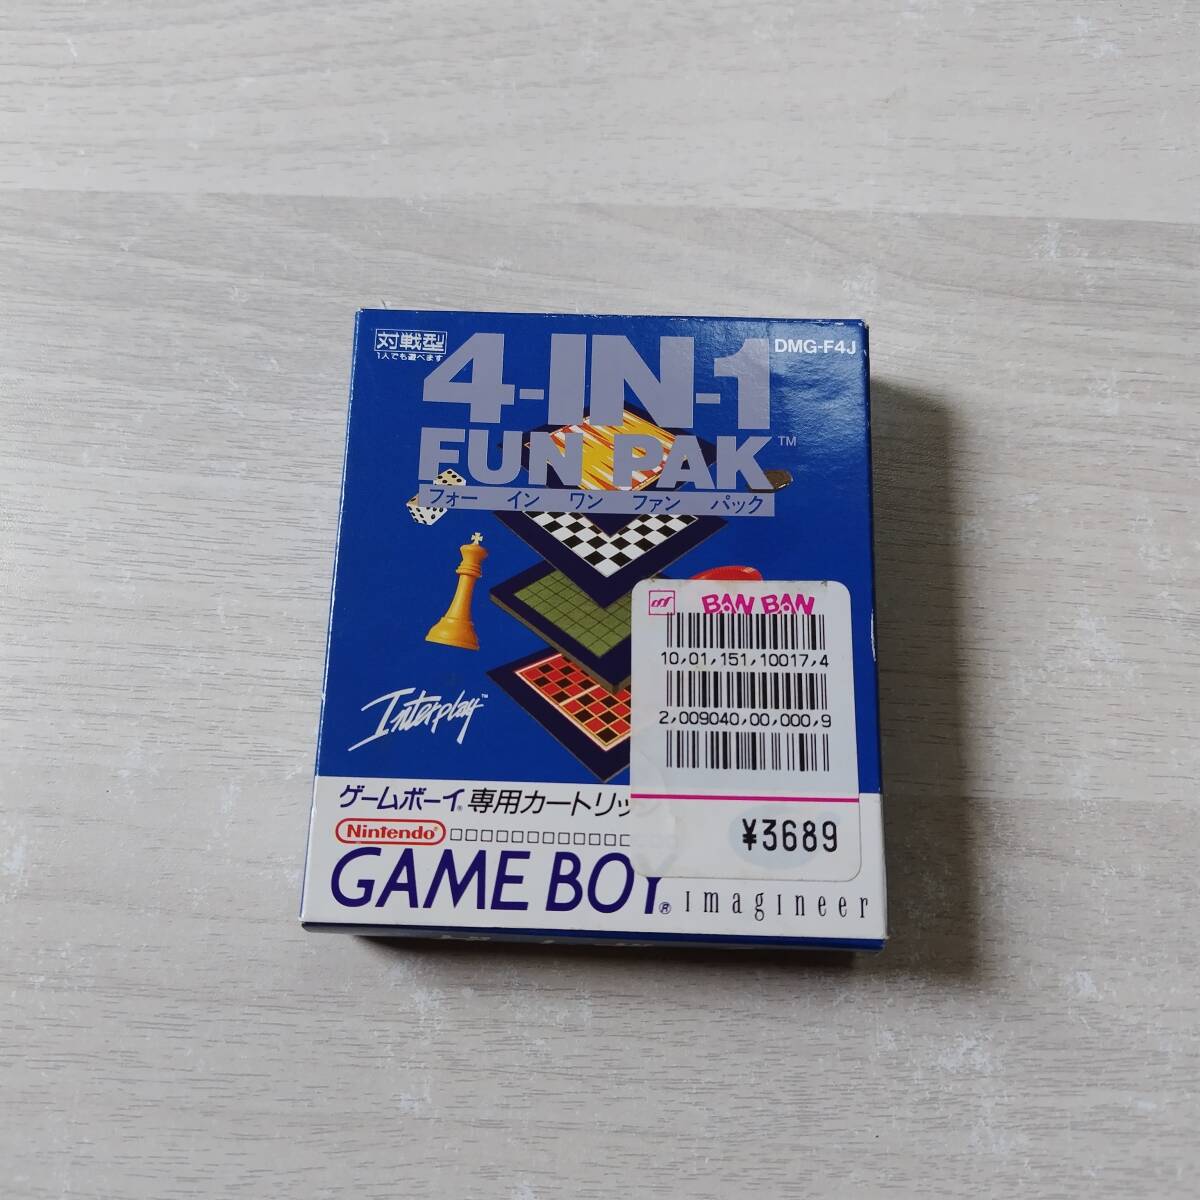 対戦型
1人でも遊べます
DMG-F4J
4-IN-1
FUN PAK™
フォー イン ワン ファン パック
BAN BAN
10,01,151,10017,4
2,009040,00,000,9
¥3689
Interplay™
ゲームボーイ®専用カートリッ
Nintendo®
GAME BOY®
imagineer